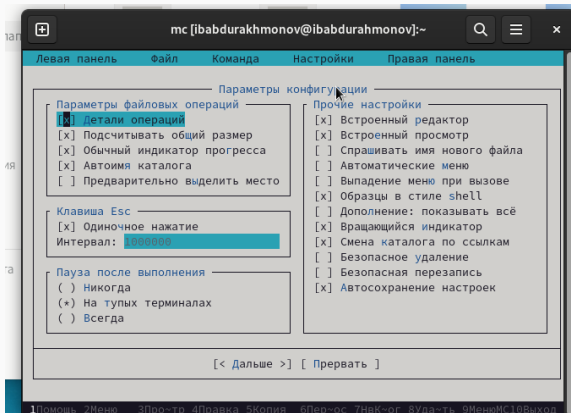 mc [ibabdurakhmonov@ibabdurahmonov]:~
Левая панель Файл Команда Настройки Правая панель
Параметры конфигурации
Параметры файловых операций
[x] Детали операций
[x] Подсчитывать общий размер
[x] Обычный индикатор прогресса
[x] Автоимя каталога
[ ] Предварительно выделить место
Клавиша Esc
[x] Одиночное нажатие
Интервал: 1000000
Пауза после выполнения
( ) Никогда
(*) На тупых терминалах
( ) Всегда
Прочие настройки
[x] Встроенный редактор
[x] Встроенный просмотр
[ ] Спрашивать имя нового файла
[ ] Автоматические меню
[ ] Выпадение меню при вызове
[x] Образцы в стиле shell
[ ] Дополнение: показывать всё
[x] Вращающийся индикатор
[x] Смена каталога по ссылкам
[ ] Безопасное удаление
[ ] Безопасная перезапись
[x] Автосохранение настроек
[< Дальше >] [ Прервать ]
1Помощь 2Меню 3Про~тр 4Правка 5Копия 6Пер~ос 7НвК~ог 8Уда~ть 9МенюMC10Выход